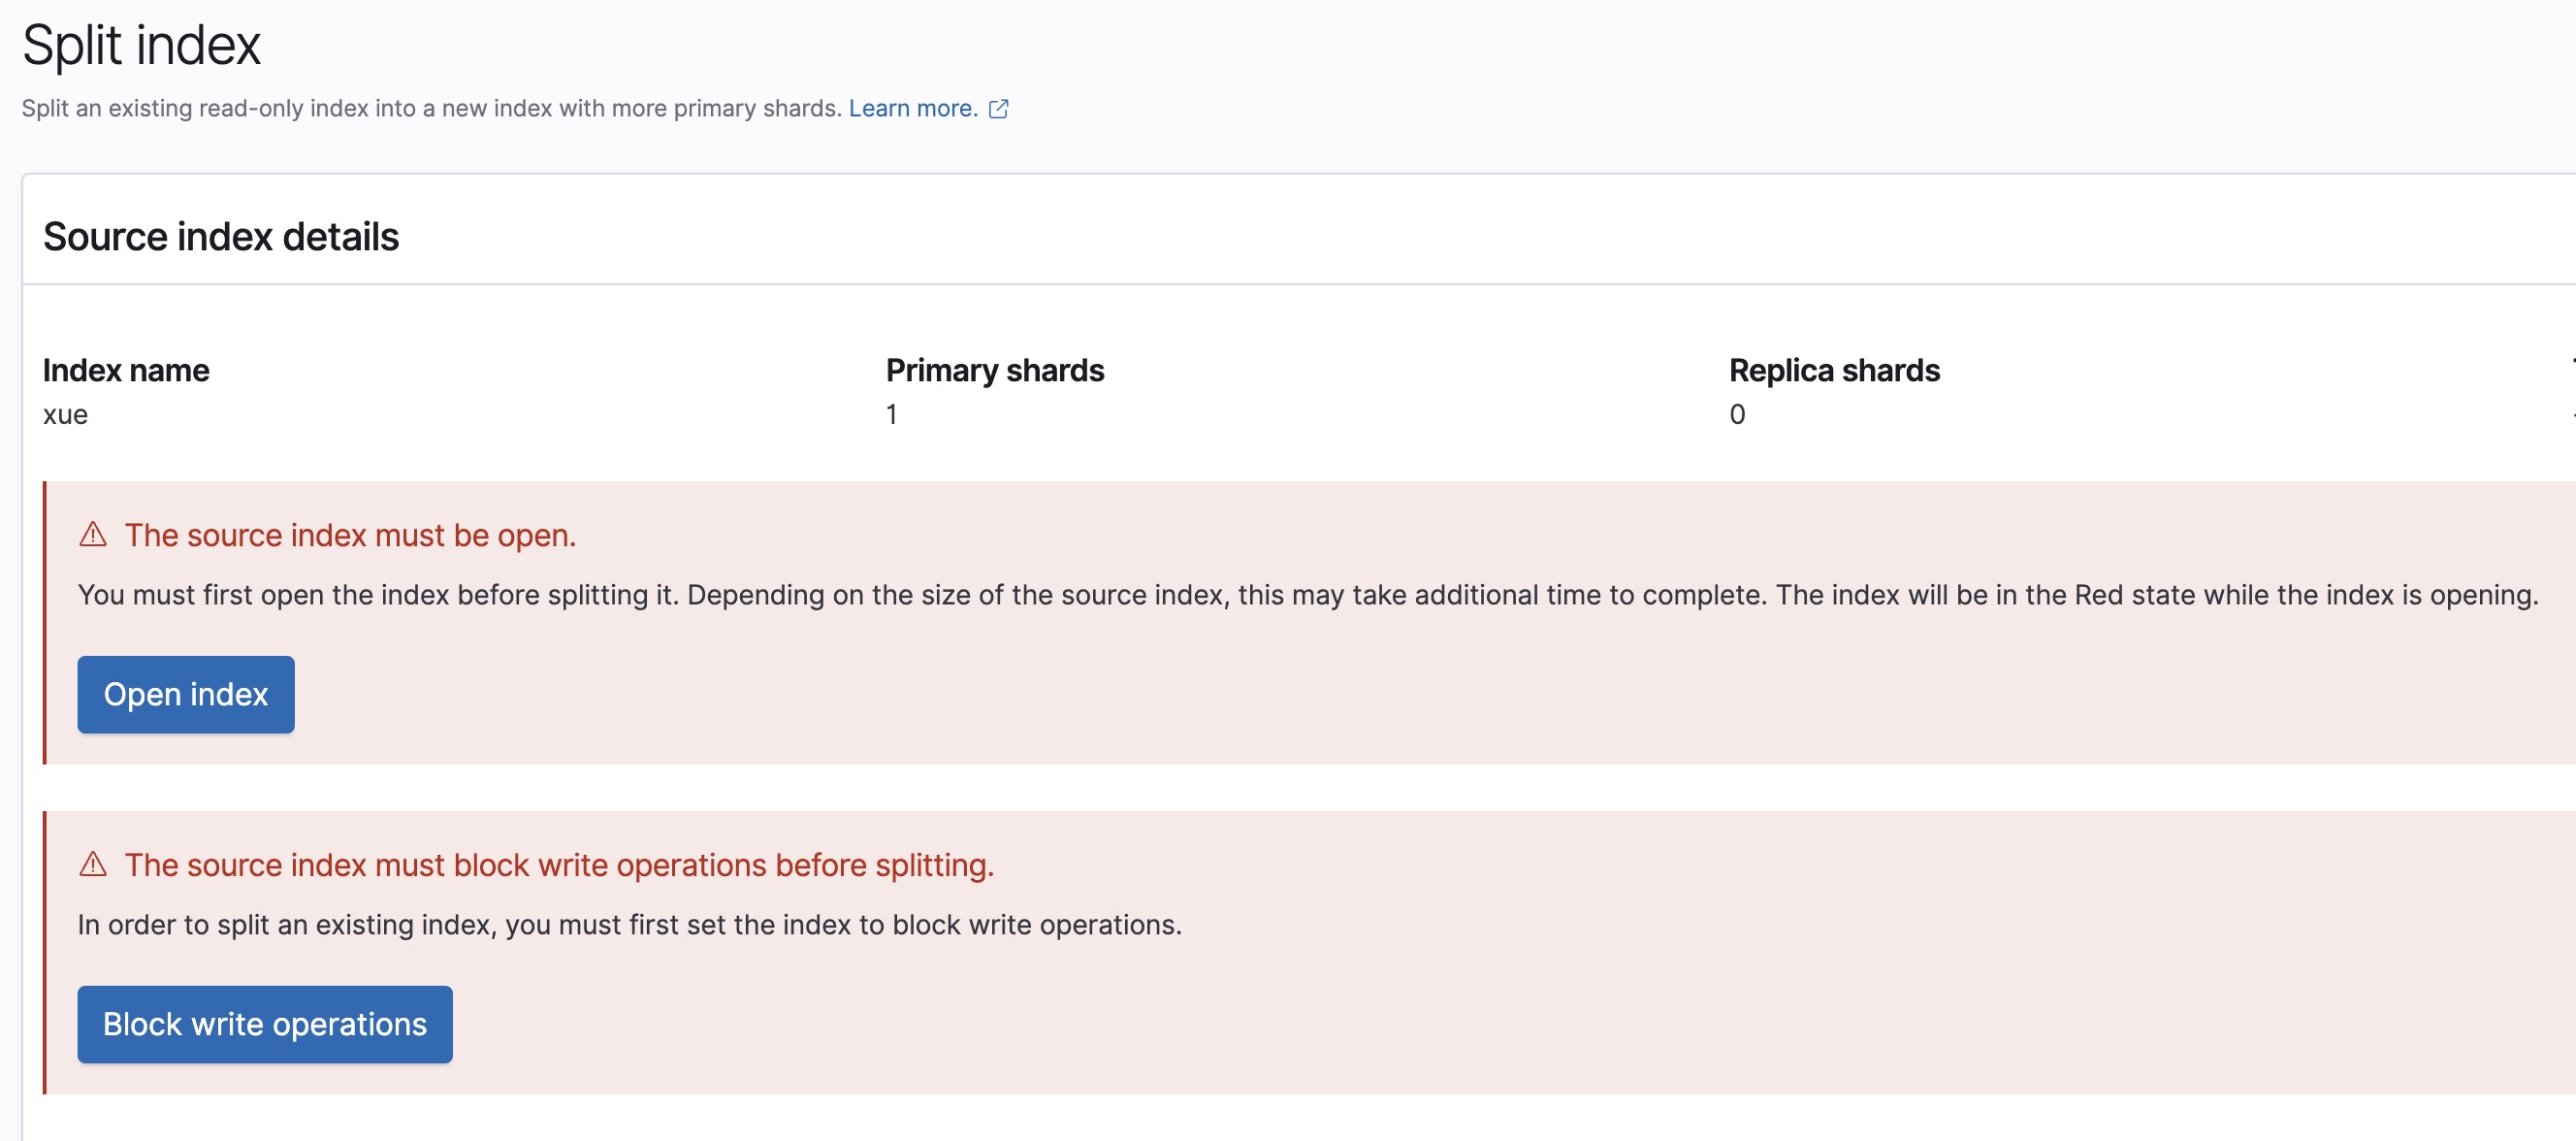 Split index
Split an existing read-only index into a new index with more primary shards. Learn more.
Source index details
Index name Primary shards Replica shards
xue 1 0
The source index must be open.
You must first open the index before splitting it. Depending on the size of the source index, this may take additional time to complete. The index will be in the Red state while the index is opening.
Open index
The source index must block write operations before splitting.
In order to split an existing index, you must first set the index to block write operations.
Block write operations